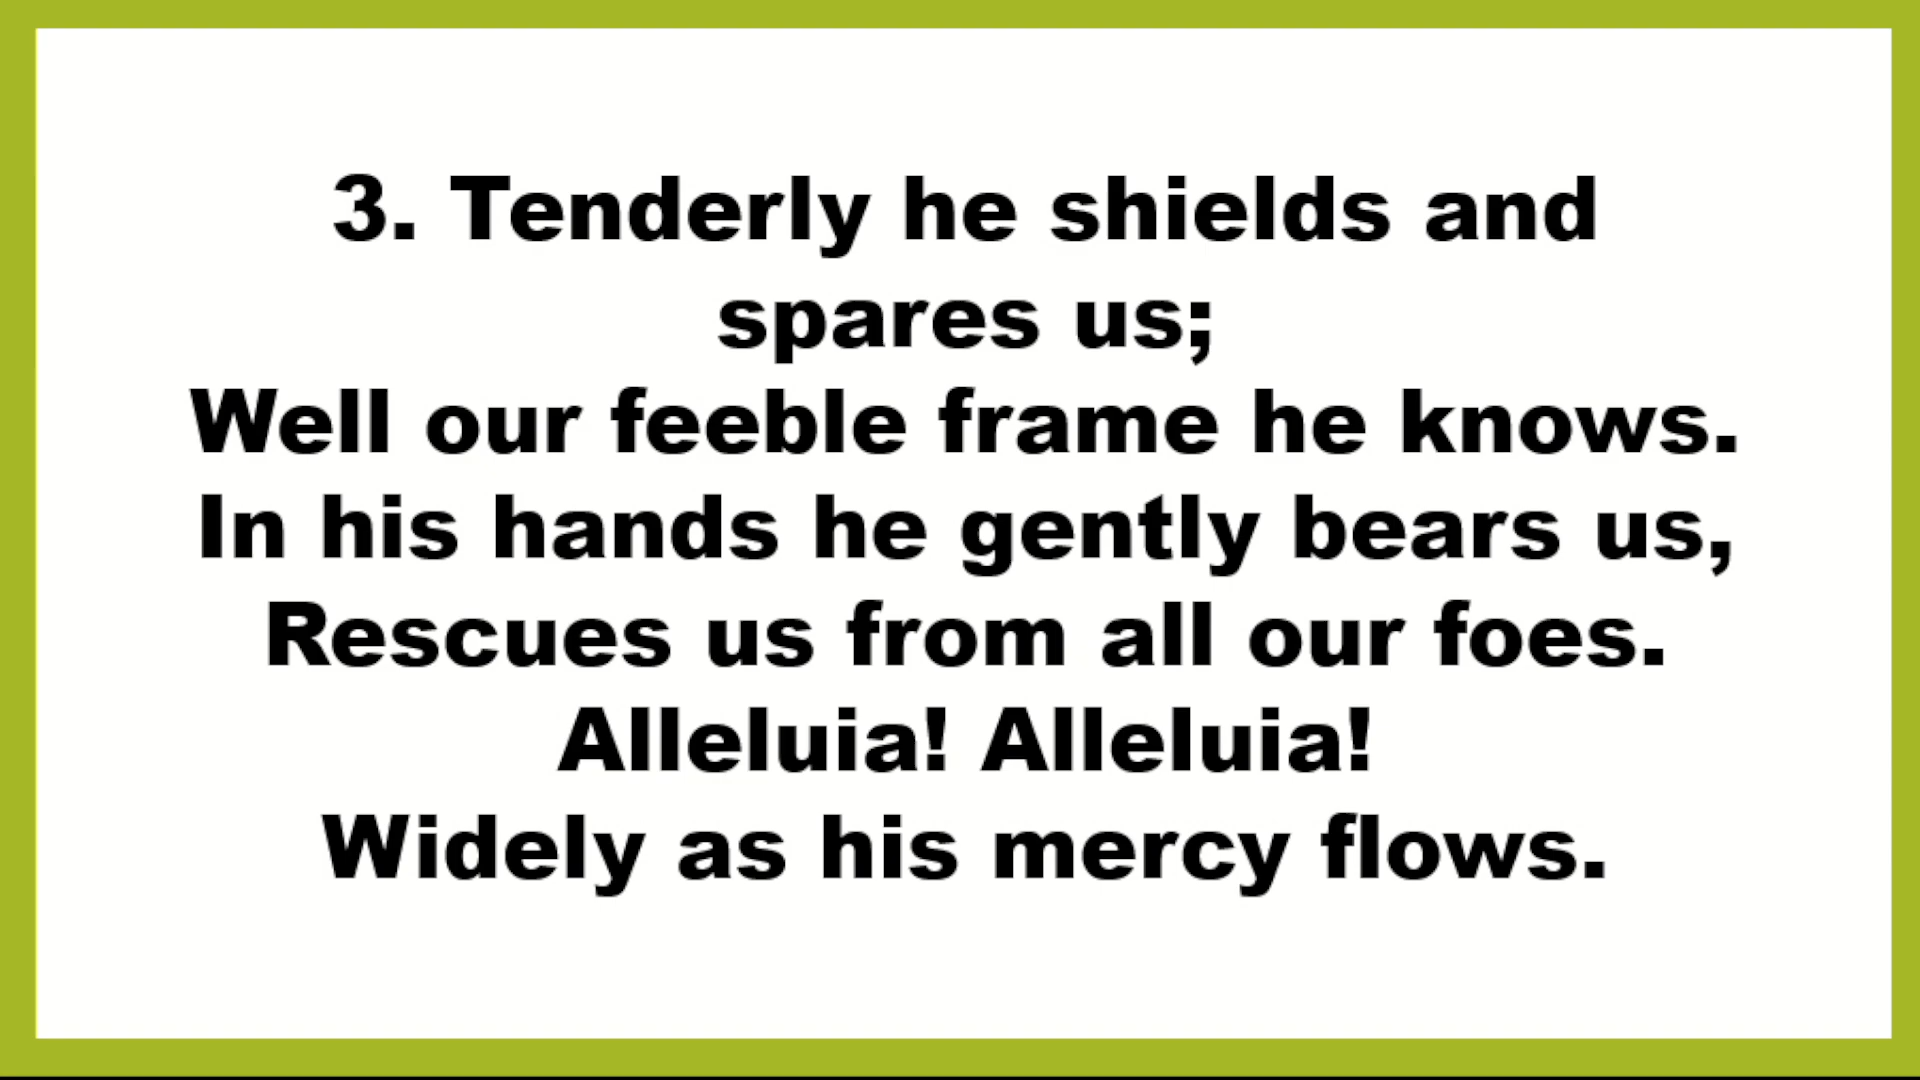 3. Tenderly he shields and
spares us;
Well our feeble frame he knows.
In his hands he gently bears us,
Rescues us from all our foes.
Alleluia! Alleluia!
Widely as his mercy flows.